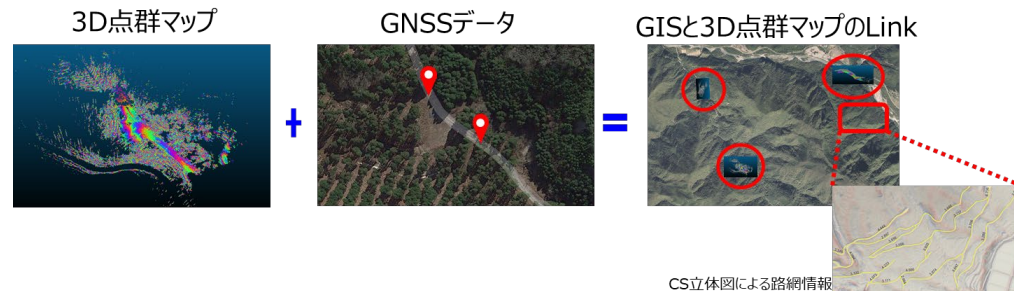 3D点群マップ
GNSSデータ
GISと3D点群マップのLink
+
=
CS立体図による路網情報